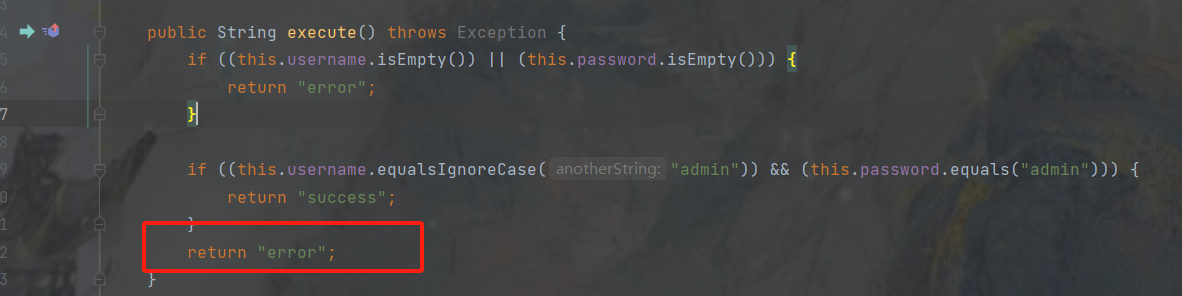 3
4 public String execute() throws Exception {
5 if ((this.username.isEmpty()) || (this.password.isEmpty())) {
6 return "error";
7 }
8
9 if ((this.username.equalsIgnoreCase( anotherString: "admin")) && (this.password.equals("admin"))) {
0 return "success";
1 }
2 return "error";
3 }